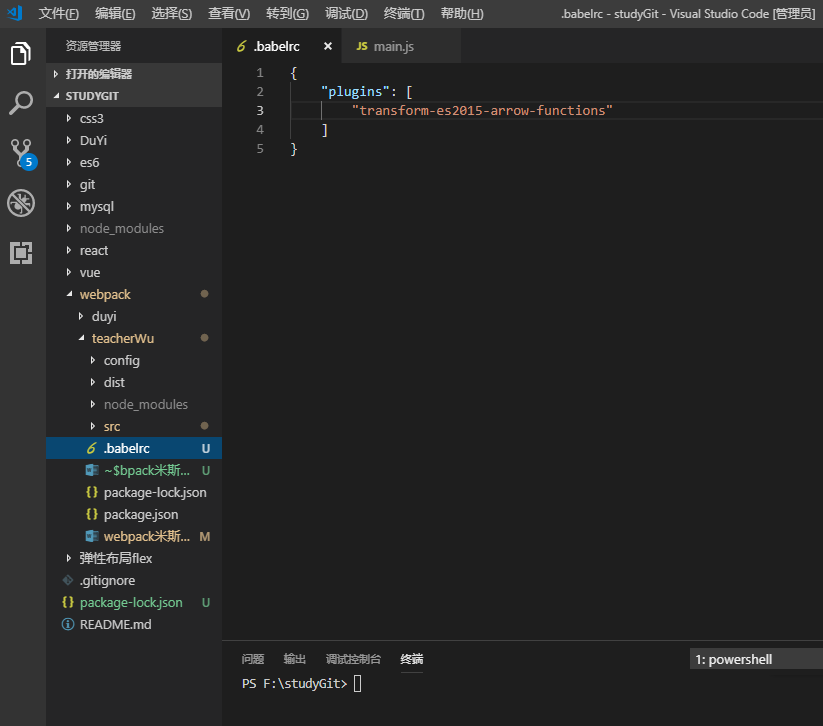 文件(F) 编辑(E) 选择(S) 查看(V) 转到(G) 调试(D) 终端(T) 帮助(H) .babelrc - studyGit - Visual Studio Code [管理员]
资源管理器
打开的编辑器
STUDYGIT
css3
DuYi
es6
git
mysql
node_modules
react
vue
webpack
duyi
teacherWu
config
dist
node_modules
src
.babelrc U
~$bpack米斯... U
package-lock.json
package.json
webpack米斯... M
弹性布局flex
.gitignore
package-lock.json U
README.md
5
.babelrc × JS main.js
1 {
2 "plugins": [
3 "transform-es2015-arrow-functions"
4 ]
5 }
问题 输出 调试控制台 终端 1: powershell
PS F:\studyGit>